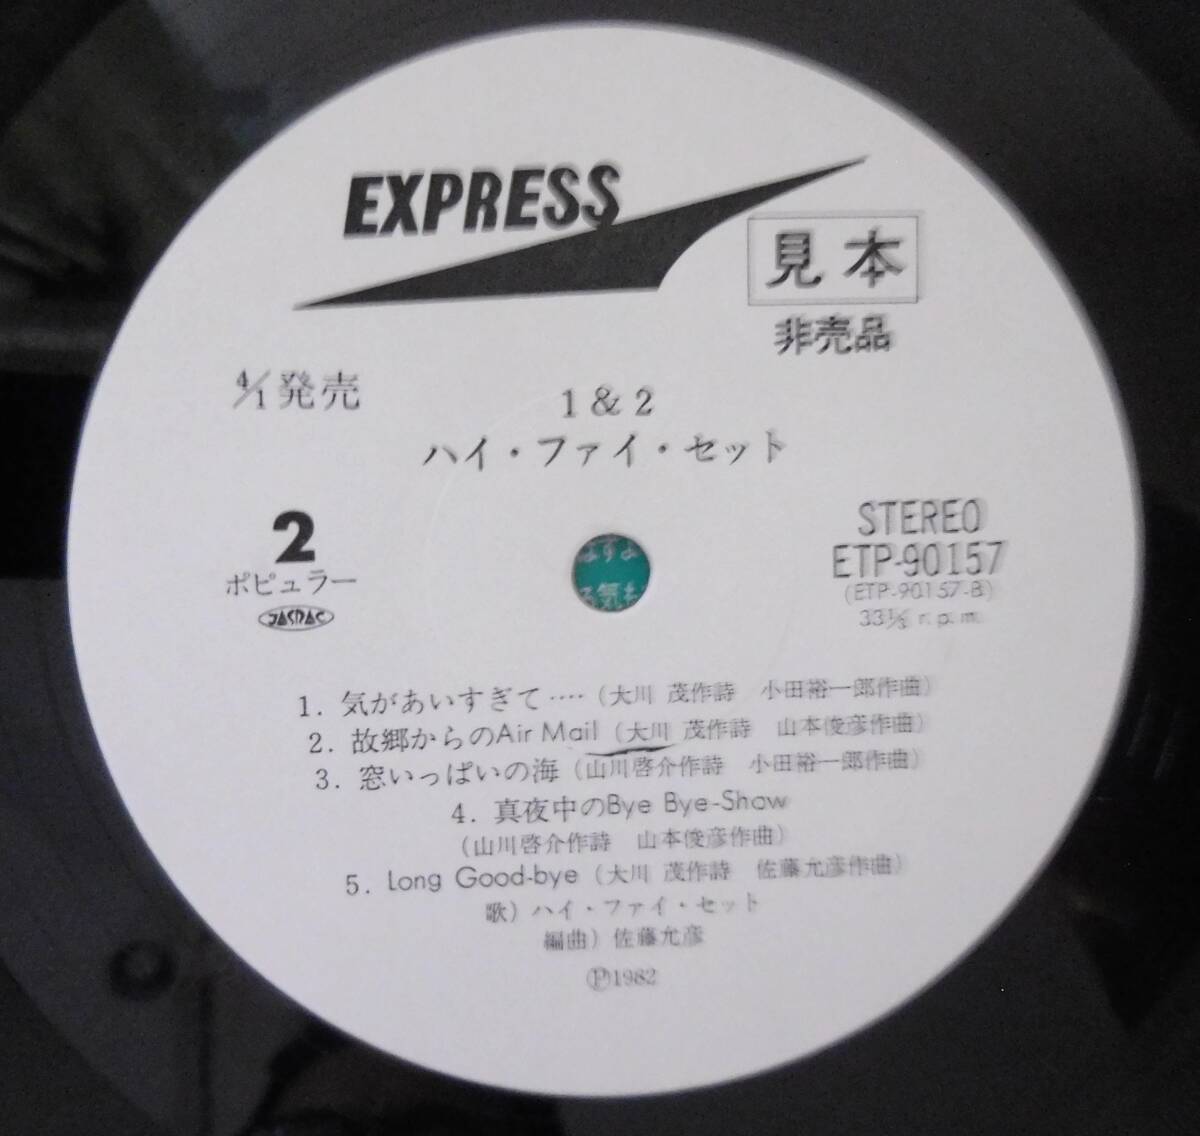 EXPRESS
見本
非売品
4/1発売
1&2
ハイ・ファイ・セット
2
ポピュラー
JASRAC
STEREO
ETP-90157
(ETP-90157-B)
33⅓ r.p.m.
なすよ
る気も
1. 気があいすぎて‥‥(大川 茂作詩 小田裕一郎作曲)
2. 故郷からのAir Mail (大川 茂作詩 山本俊彦作曲)
3. 窓いっぱいの海 (山川啓介作詩 小田裕一郎作曲)
4. 真夜中のBye Bye-Show
(山川啓介作詩 山本俊彦作曲)
5. Long Good-bye (大川 茂作詩 佐藤允彦作曲)
歌) ハイ・ファイ・セット
編曲) 佐藤允彦
Ⓟ1982